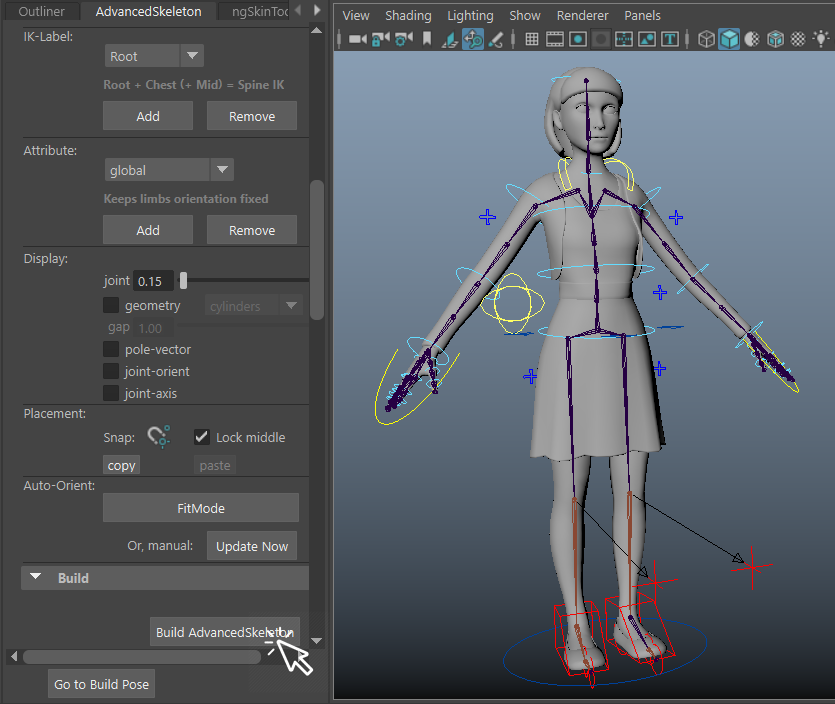 Outliner AdvancedSkeleton ngSkinToo
View Shading Lighting Show Renderer Panels
IK-Label:
Root
Root + Chest (+ Mid) = Spine IK
Add Remove
Attribute:
global
Keeps limbs orientation fixed
Add Remove
Display:
joint 0.15
geometry cylinders
gap 1.00
pole-vector
joint-orient
joint-axis
Placement:
Snap: Lock middle
copy paste
Auto-Orient:
FitMode
Or, manual: Update Now
Build
Build AdvancedSkeleton
Go to Build Pose